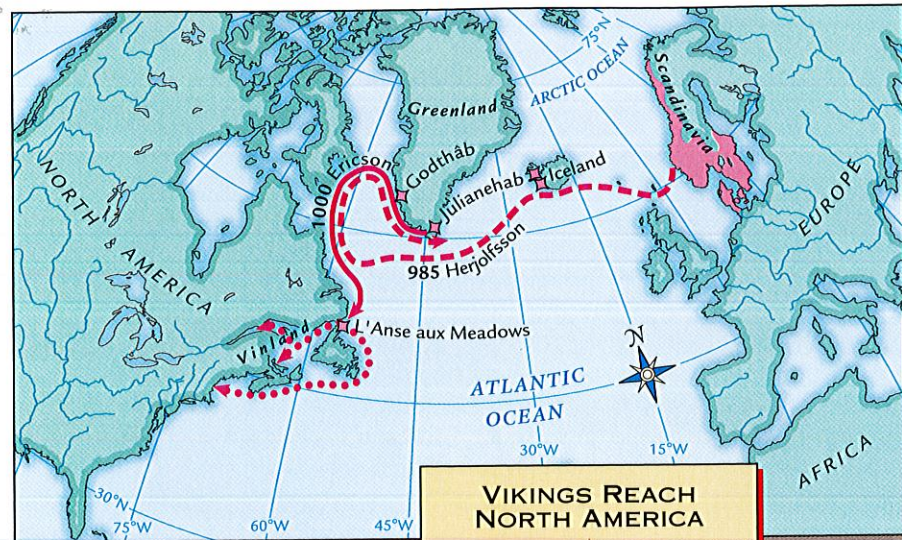 75°N
ARCTIC OCEAN
Scandinavia
Greenland
Godthåb
1000 Ericson
Julianehab
Iceland
NORTH
AMERICA
EUROPE
985 Herjolfsson
L'Anse aux Meadows
Vinland
N
ATLANTIC
OCEAN
AFRICA
30°N
75°W
60°W
45°W
30°W
15°W
VIKINGS REACH
NORTH AMERICA